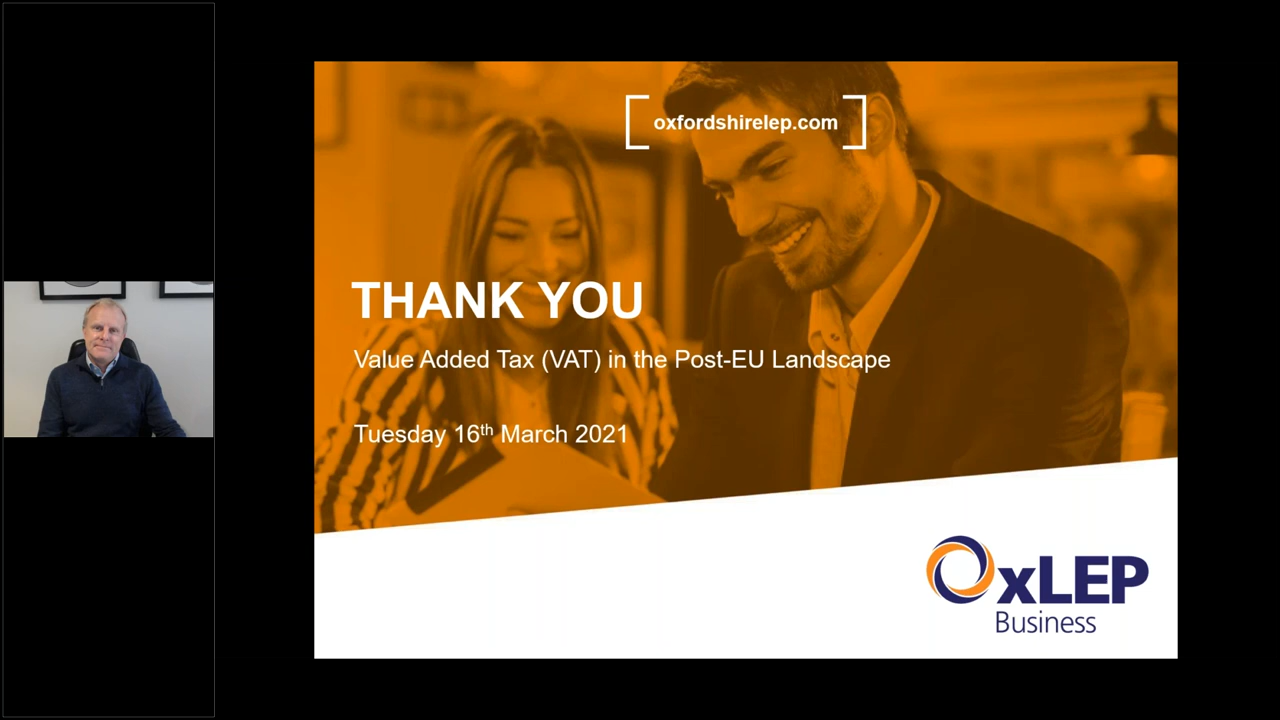 oxfordshirelep.com
THANK YOU
Value Added Tax (VAT) in the Post-EU Landscape
Tuesday 16th March 2021
OxLEP
Business